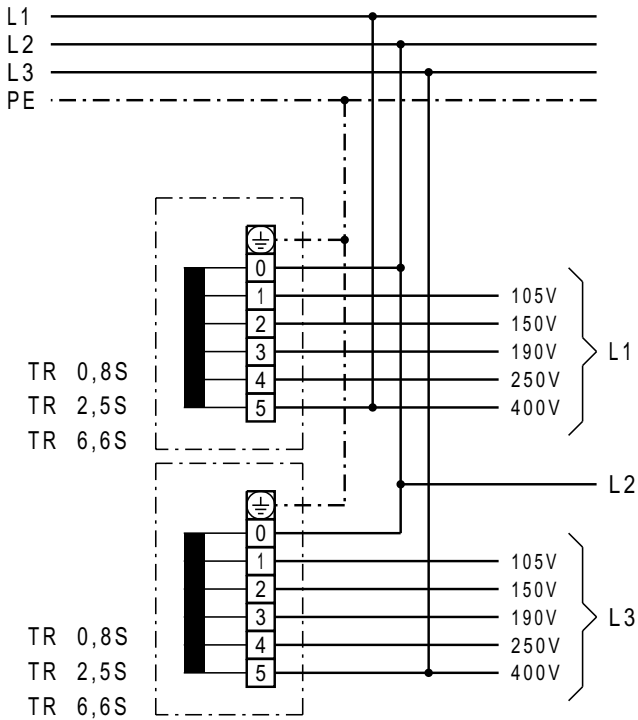 L1
L2
L3
PE
0
1 105V
2 150V
3 190V L1
TR 0,8S
4 250V
TR 2,5S
5 400V
TR 6,6S
L2
0
1 105V
2 150V
3 190V L3
TR 0,8S
4 250V
TR 2,5S
5 400V
TR 6,6S